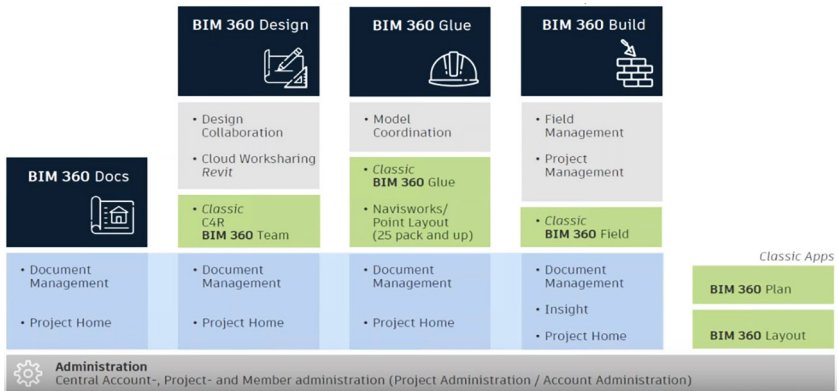 BIM 360 Design
BIM 360 Glue
BIM 360 Build
• Design
Collaboration
• Cloud Worksharing
Revit
• Model
Coordination
• Field
Management
• Project
Management
BIM 360 Docs
• Classic
C4R
BIM 360 Team
• Classic
BIM 360 Glue
• Navisworks/
Point Layout
(25 pack and up)
• Classic
BIM 360 Field
• Document
Management
• Project Home
• Document
Management
• Project Home
• Document
Management
• Project Home
• Document
Management
• Insight
• Project Home
Classic Apps
BIM 360 Plan
BIM 360 Layout
Administration
Central Account-, Project- and Member administration (Project Administration / Account Administration)